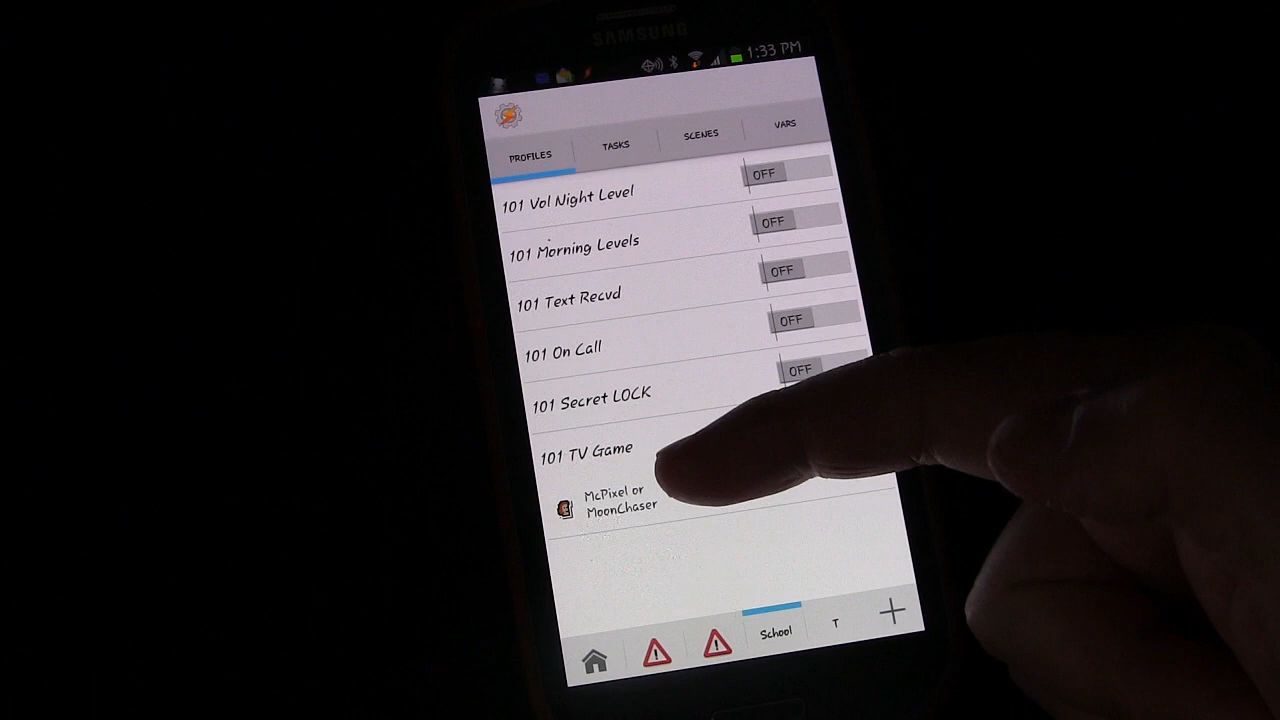 SAMSUNG
1:33 PM
PROFILES TASKS SCENES VARS
101 Vol Night Level OFF
101 Morning Levels OFF
101 Text Recvd OFF
101 On Call OFF
101 Secret LOCK OFF
101 TV Game
McPixel or
MoonChaser
School T